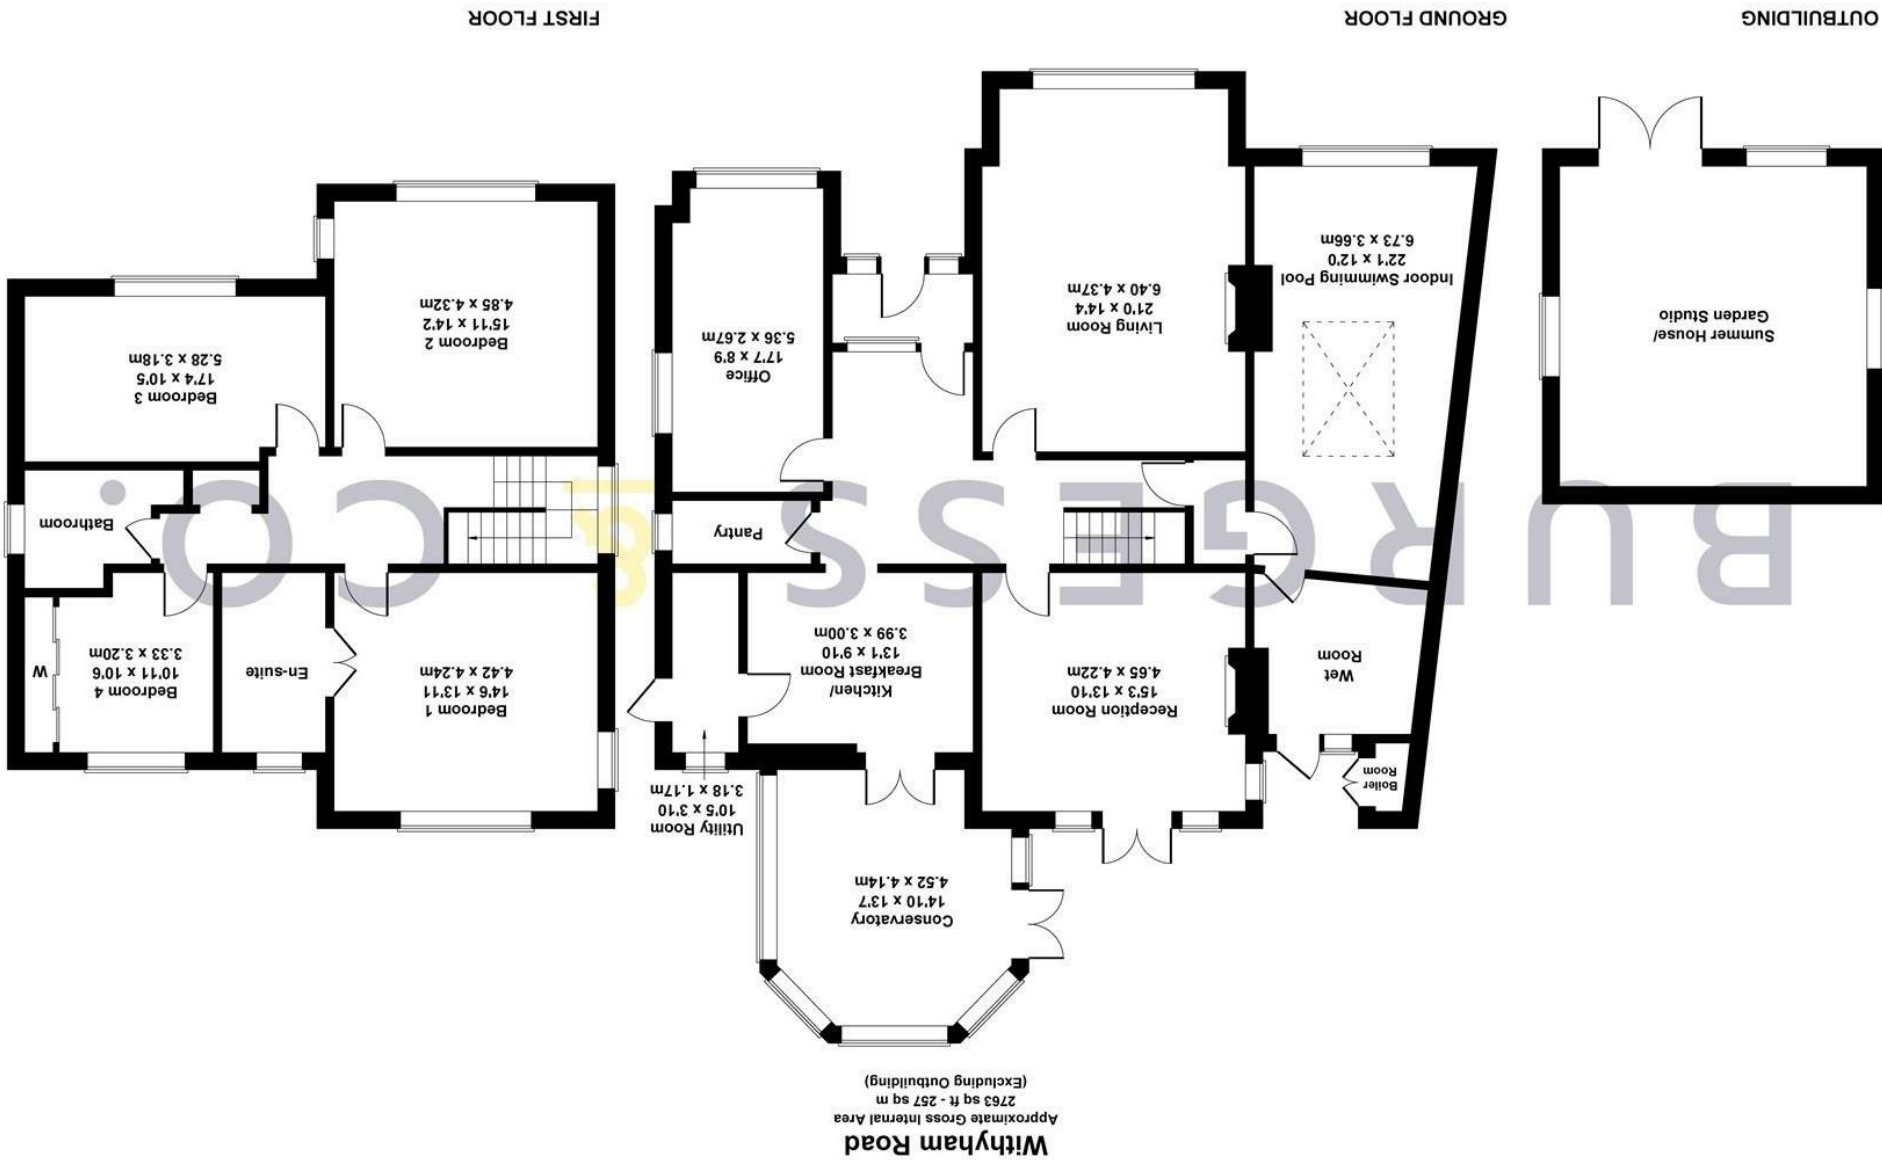 Withyham Road
Approximate Gross Internal Area
2763 sq ft - 257 sq m
(Excluding Outbuilding)
Conservatory
14'10 x 13'7
4.52 x 4.14m
Utility Room
10'5 x 3'10
3.18 x 1.17m
Boiler
Room
Wet
Room
Reception Room
15'3 x 13'10
4.65 x 4.22m
Kitchen/
Breakfast Room
13'1 x 9'10
3.99 x 3.00m
Bedroom 1
14'6 x 13'11
4.42 x 4.24m
En-suite
Bedroom 4
10'11 x 10'6
3.33 x 3.20m
W
BURGESS & CO.
Pantry
Bathroom
Summer House/
Garden Studio
Indoor Swimming Pool
22'1 x 12'0
6.73 x 3.66m
Living Room
21'0 x 14'4
6.40 x 4.37m
Office
17'7 x 8'9
5.36 x 2.67m
Bedroom 2
15'11 x 14'2
4.85 x 4.32m
Bedroom 3
17'4 x 10'5
5.28 x 3.18m
OUTBUILDING
GROUND FLOOR
FIRST FLOOR